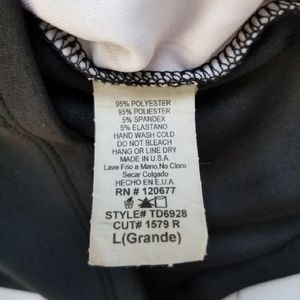 95% POLYESTER
95% POLIESTER
5% SPANDEX
5% ELASTANO
HAND WASH COLD
DO NOT BLEACH
HANG OR LINE DRY
MADE IN U.S.A.
Lave Frio a Mano,No Cloro
Secar Colgado
HECHO EN E.U.A.
RN # 120677
STYLE# TD6928
CUT# 1579 R
L(Grande)